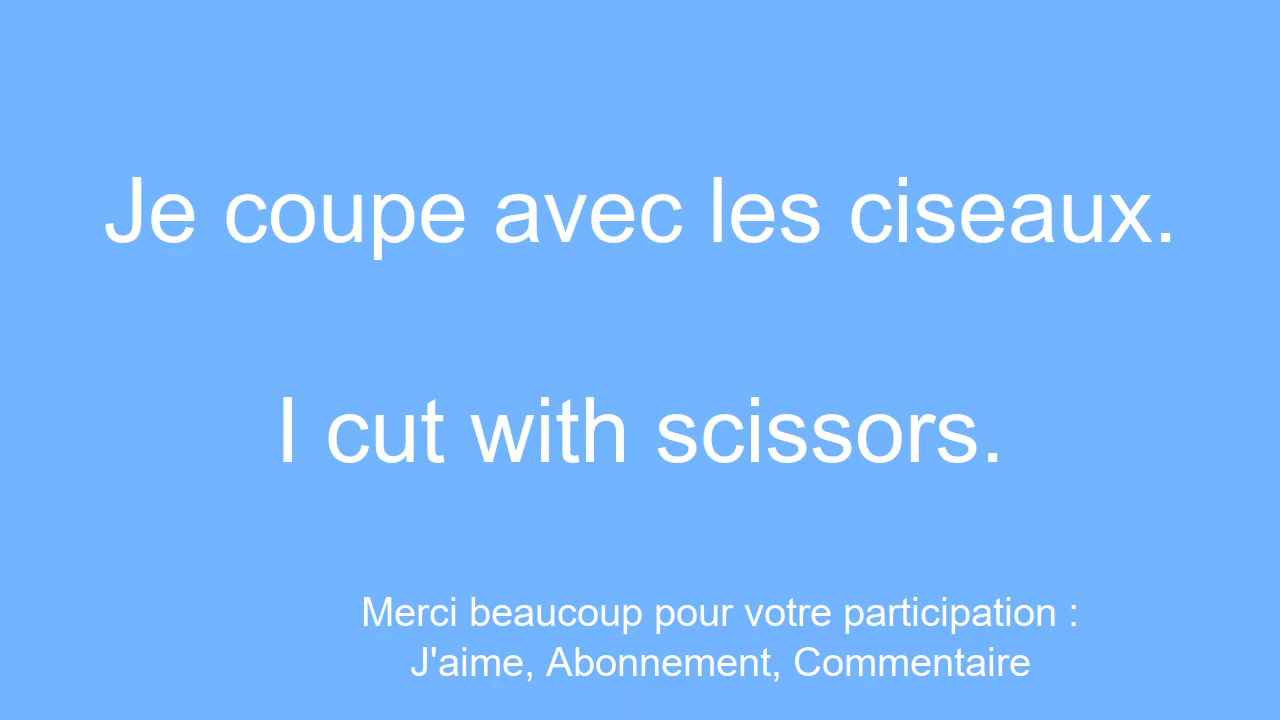 Je coupe avec les ciseaux.
I cut with scissors.
Merci beaucoup pour votre participation :
J'aime, Abonnement, Commentaire